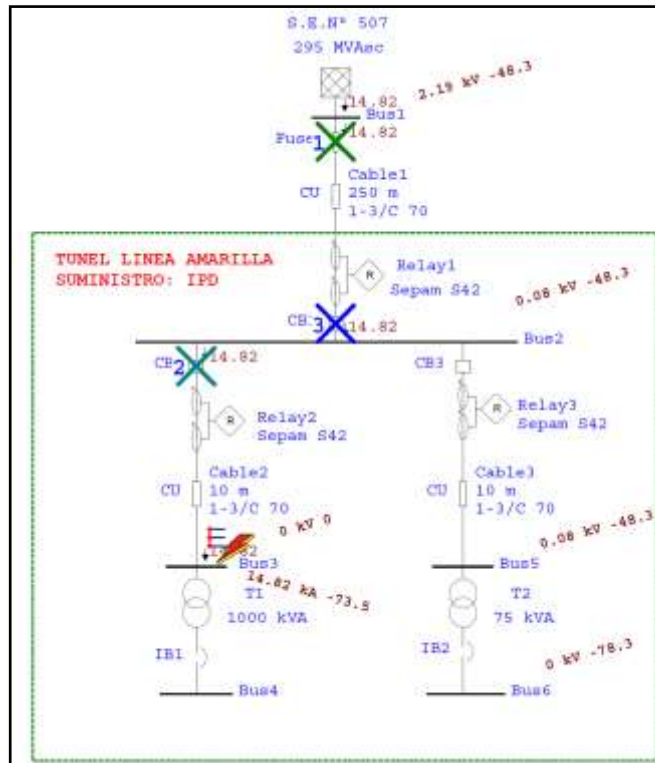 S.E.N° 507
295 MVAsc
2.19 kV -48.3
14.82
Bus1
14.82
Fuse
1
Cable1
CU
250 m
1-3/C 70
TUNEL LINEA AMARILLA
SUMINISTRO: IPD
R
Relay1
Sepam S42
0.08 kV -48.3
CB
3
14.82
Bus2
CB
2
14.82
CB3
R
Relay2
Sepam S42
R
Relay3
Sepam S42
Cable2
CU
10 m
1-3/C 70
Cable3
CU
10 m
1-3/C 70
0 kV 0
0.08 kV -48.3
Bus3
14.82 kA -73.5
Bus5
T1
1000 kVA
T2
75 kVA
IB1
IB2
0 kV -78.3
Bus4
Bus6